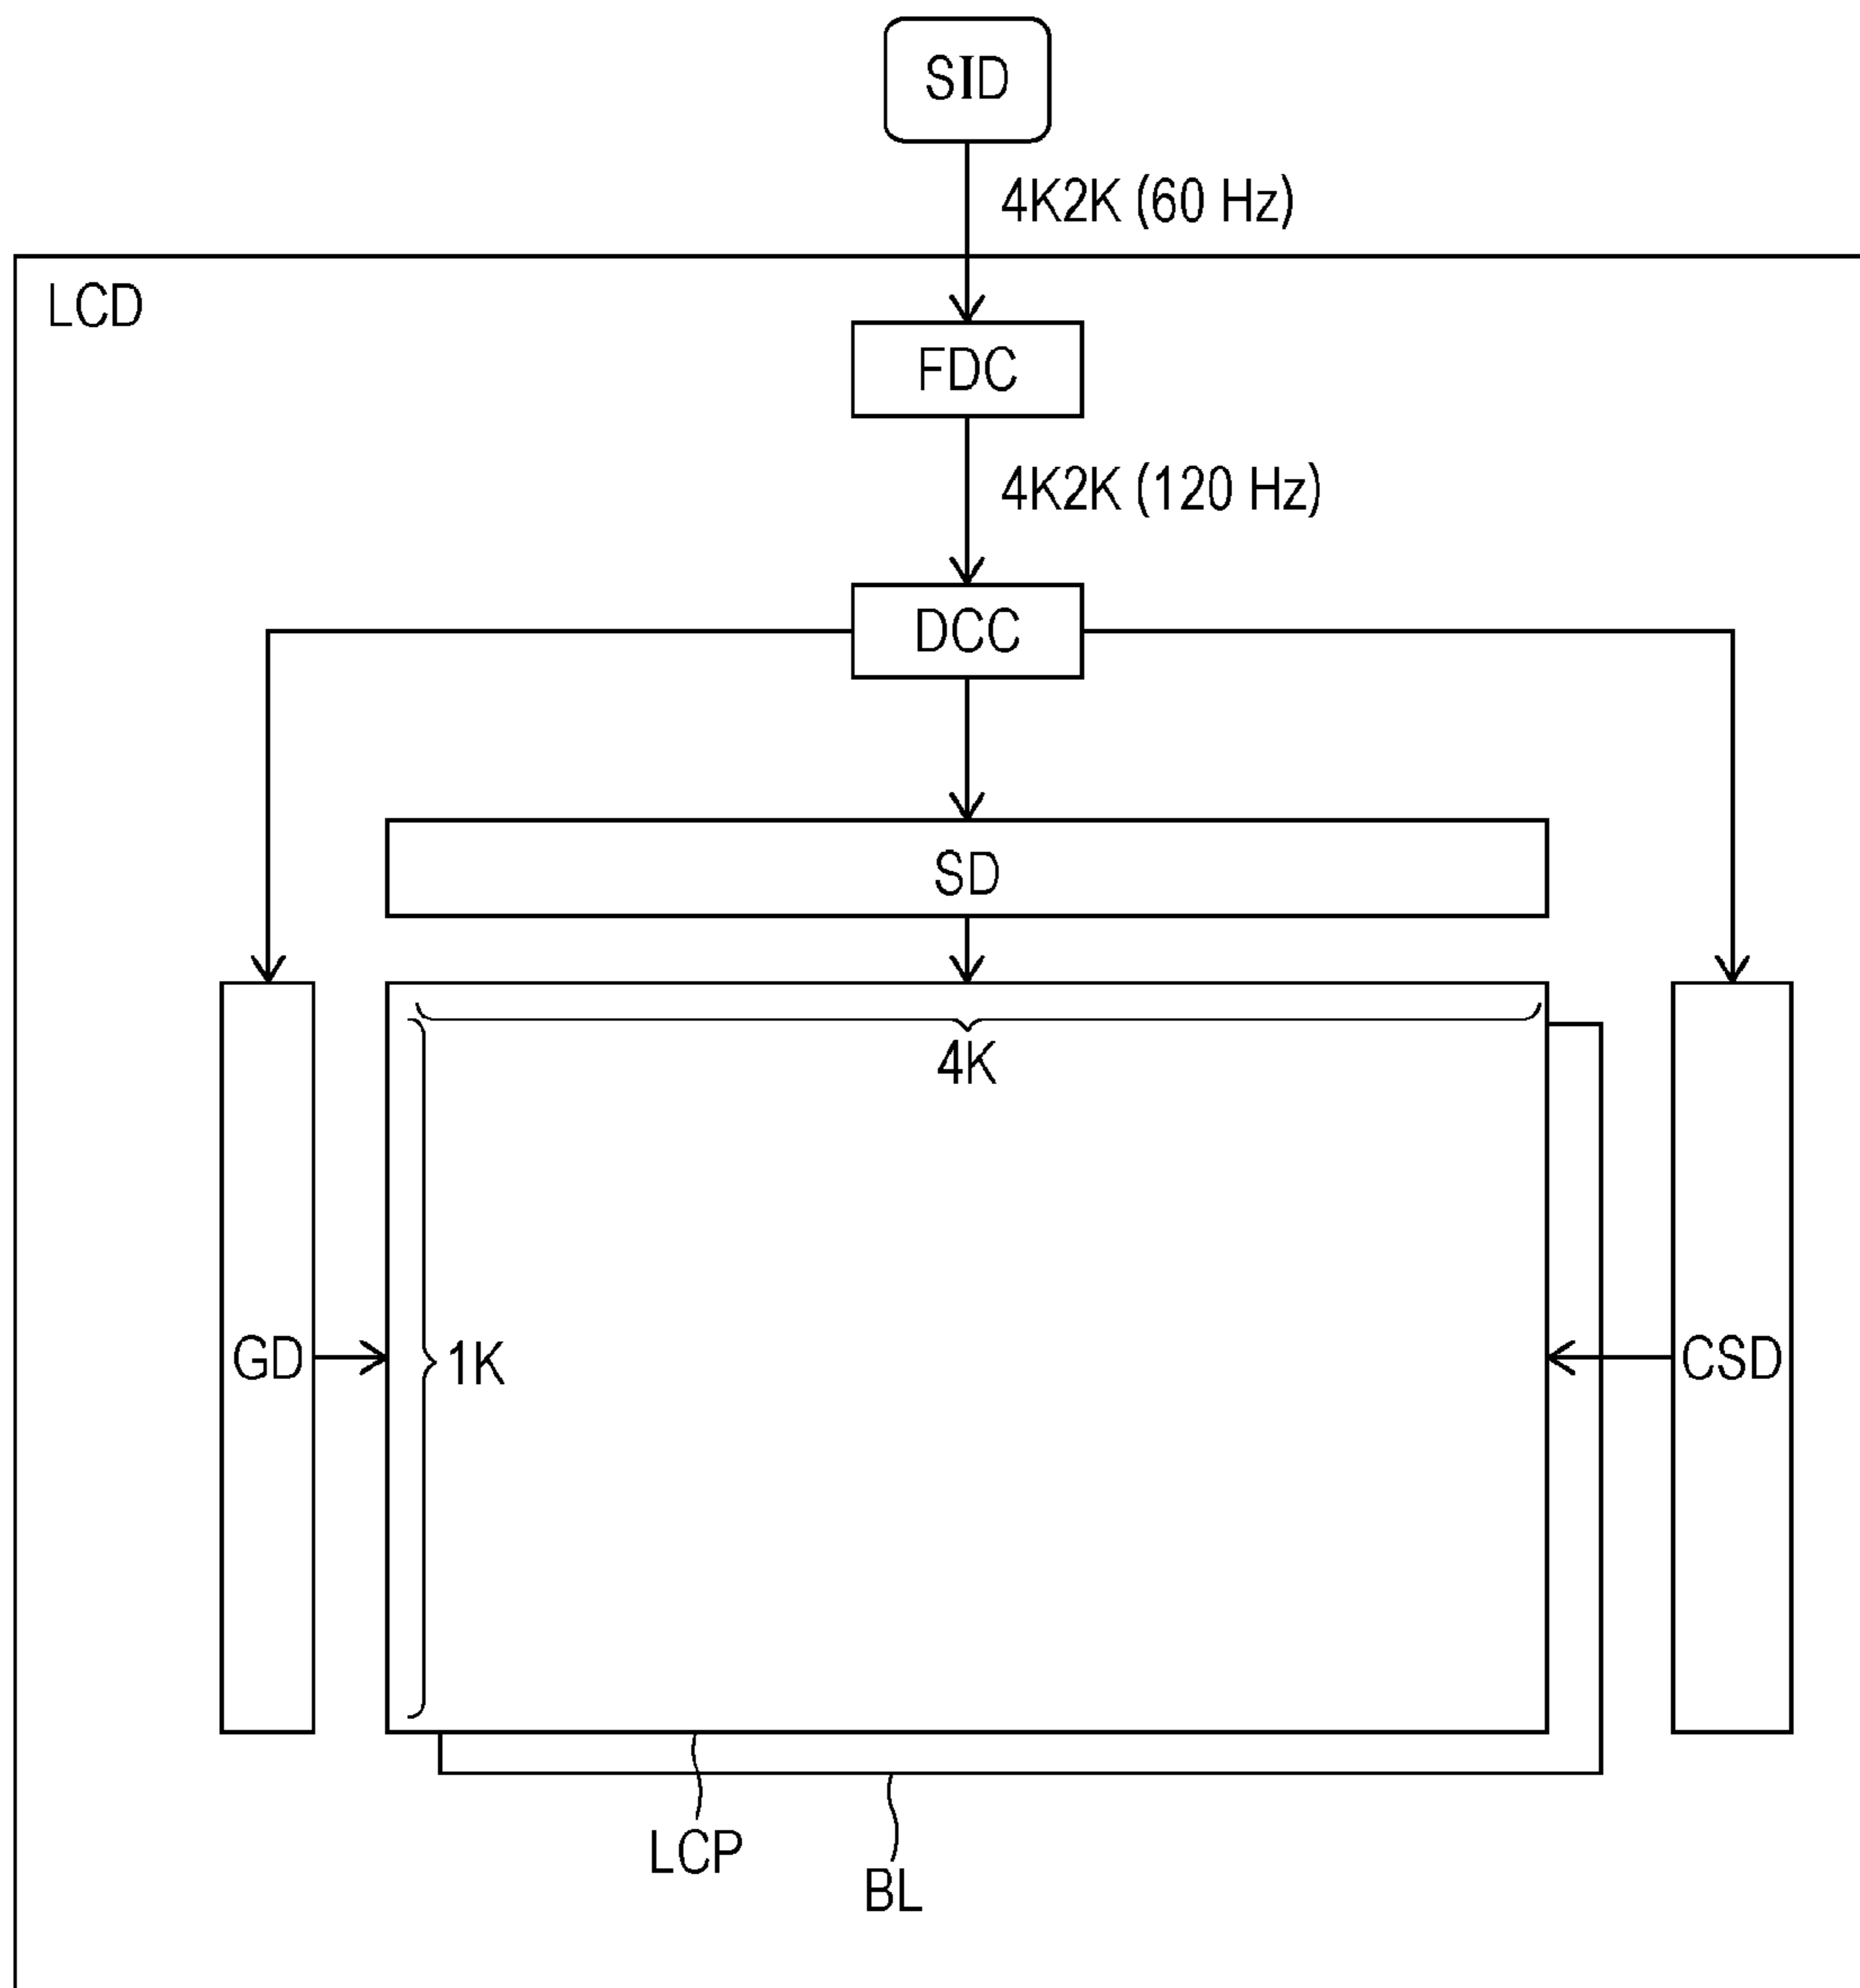 SID
4K2K (60 Hz)
LCD
FDC
4K2K (120 Hz)
DCC
SD
4K
GD
1K
CSD
LCP
BL